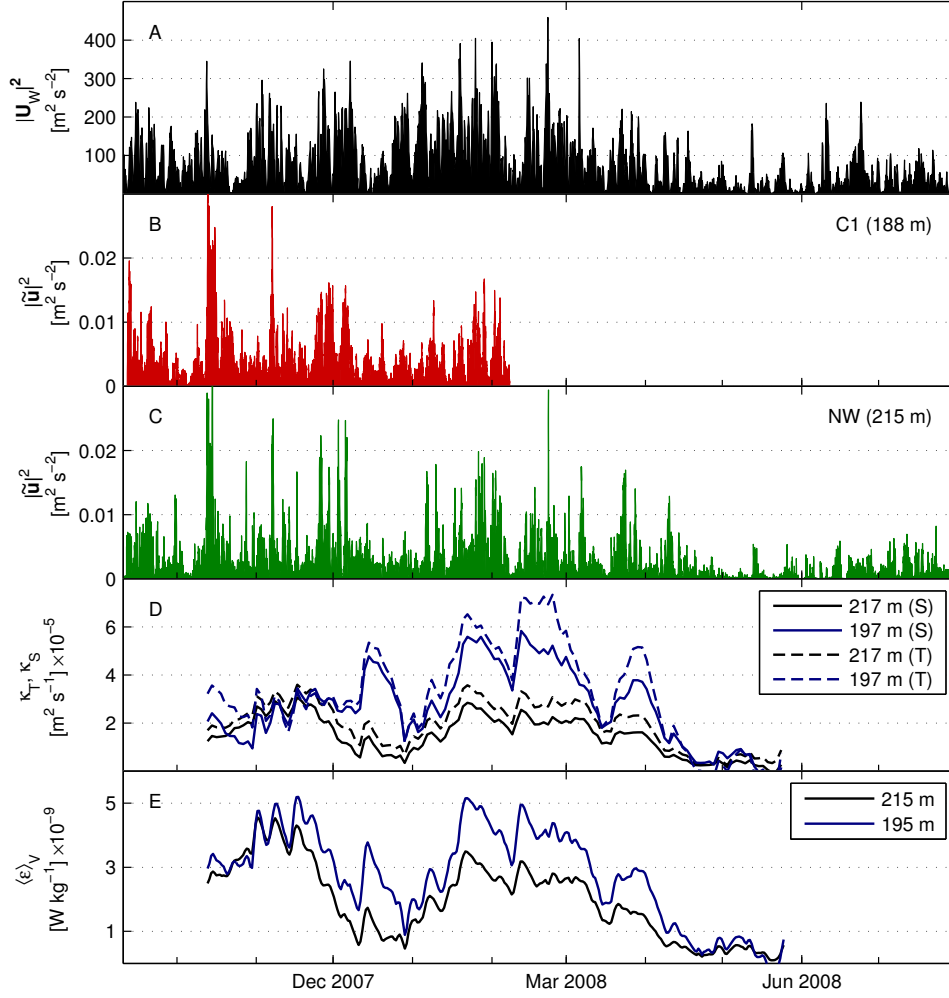 A
|U_W|²
[m² s⁻²]
400
300
200
100
B
C1 (188 m)
|ũ|²
[m² s⁻²]
0.02
0.01
0
C
NW (215 m)
|ũ|²
[m² s⁻²]
0.02
0.01
0
D
κ_T, κ_S
[m² s⁻¹] ×10⁻⁵
6
4
2
217 m (S)
197 m (S)
217 m (T)
197 m (T)
E
⟨ε⟩_V
[W kg⁻¹] ×10⁻⁹
5
3
1
215 m
195 m
Dec 2007
Mar 2008
Jun 2008